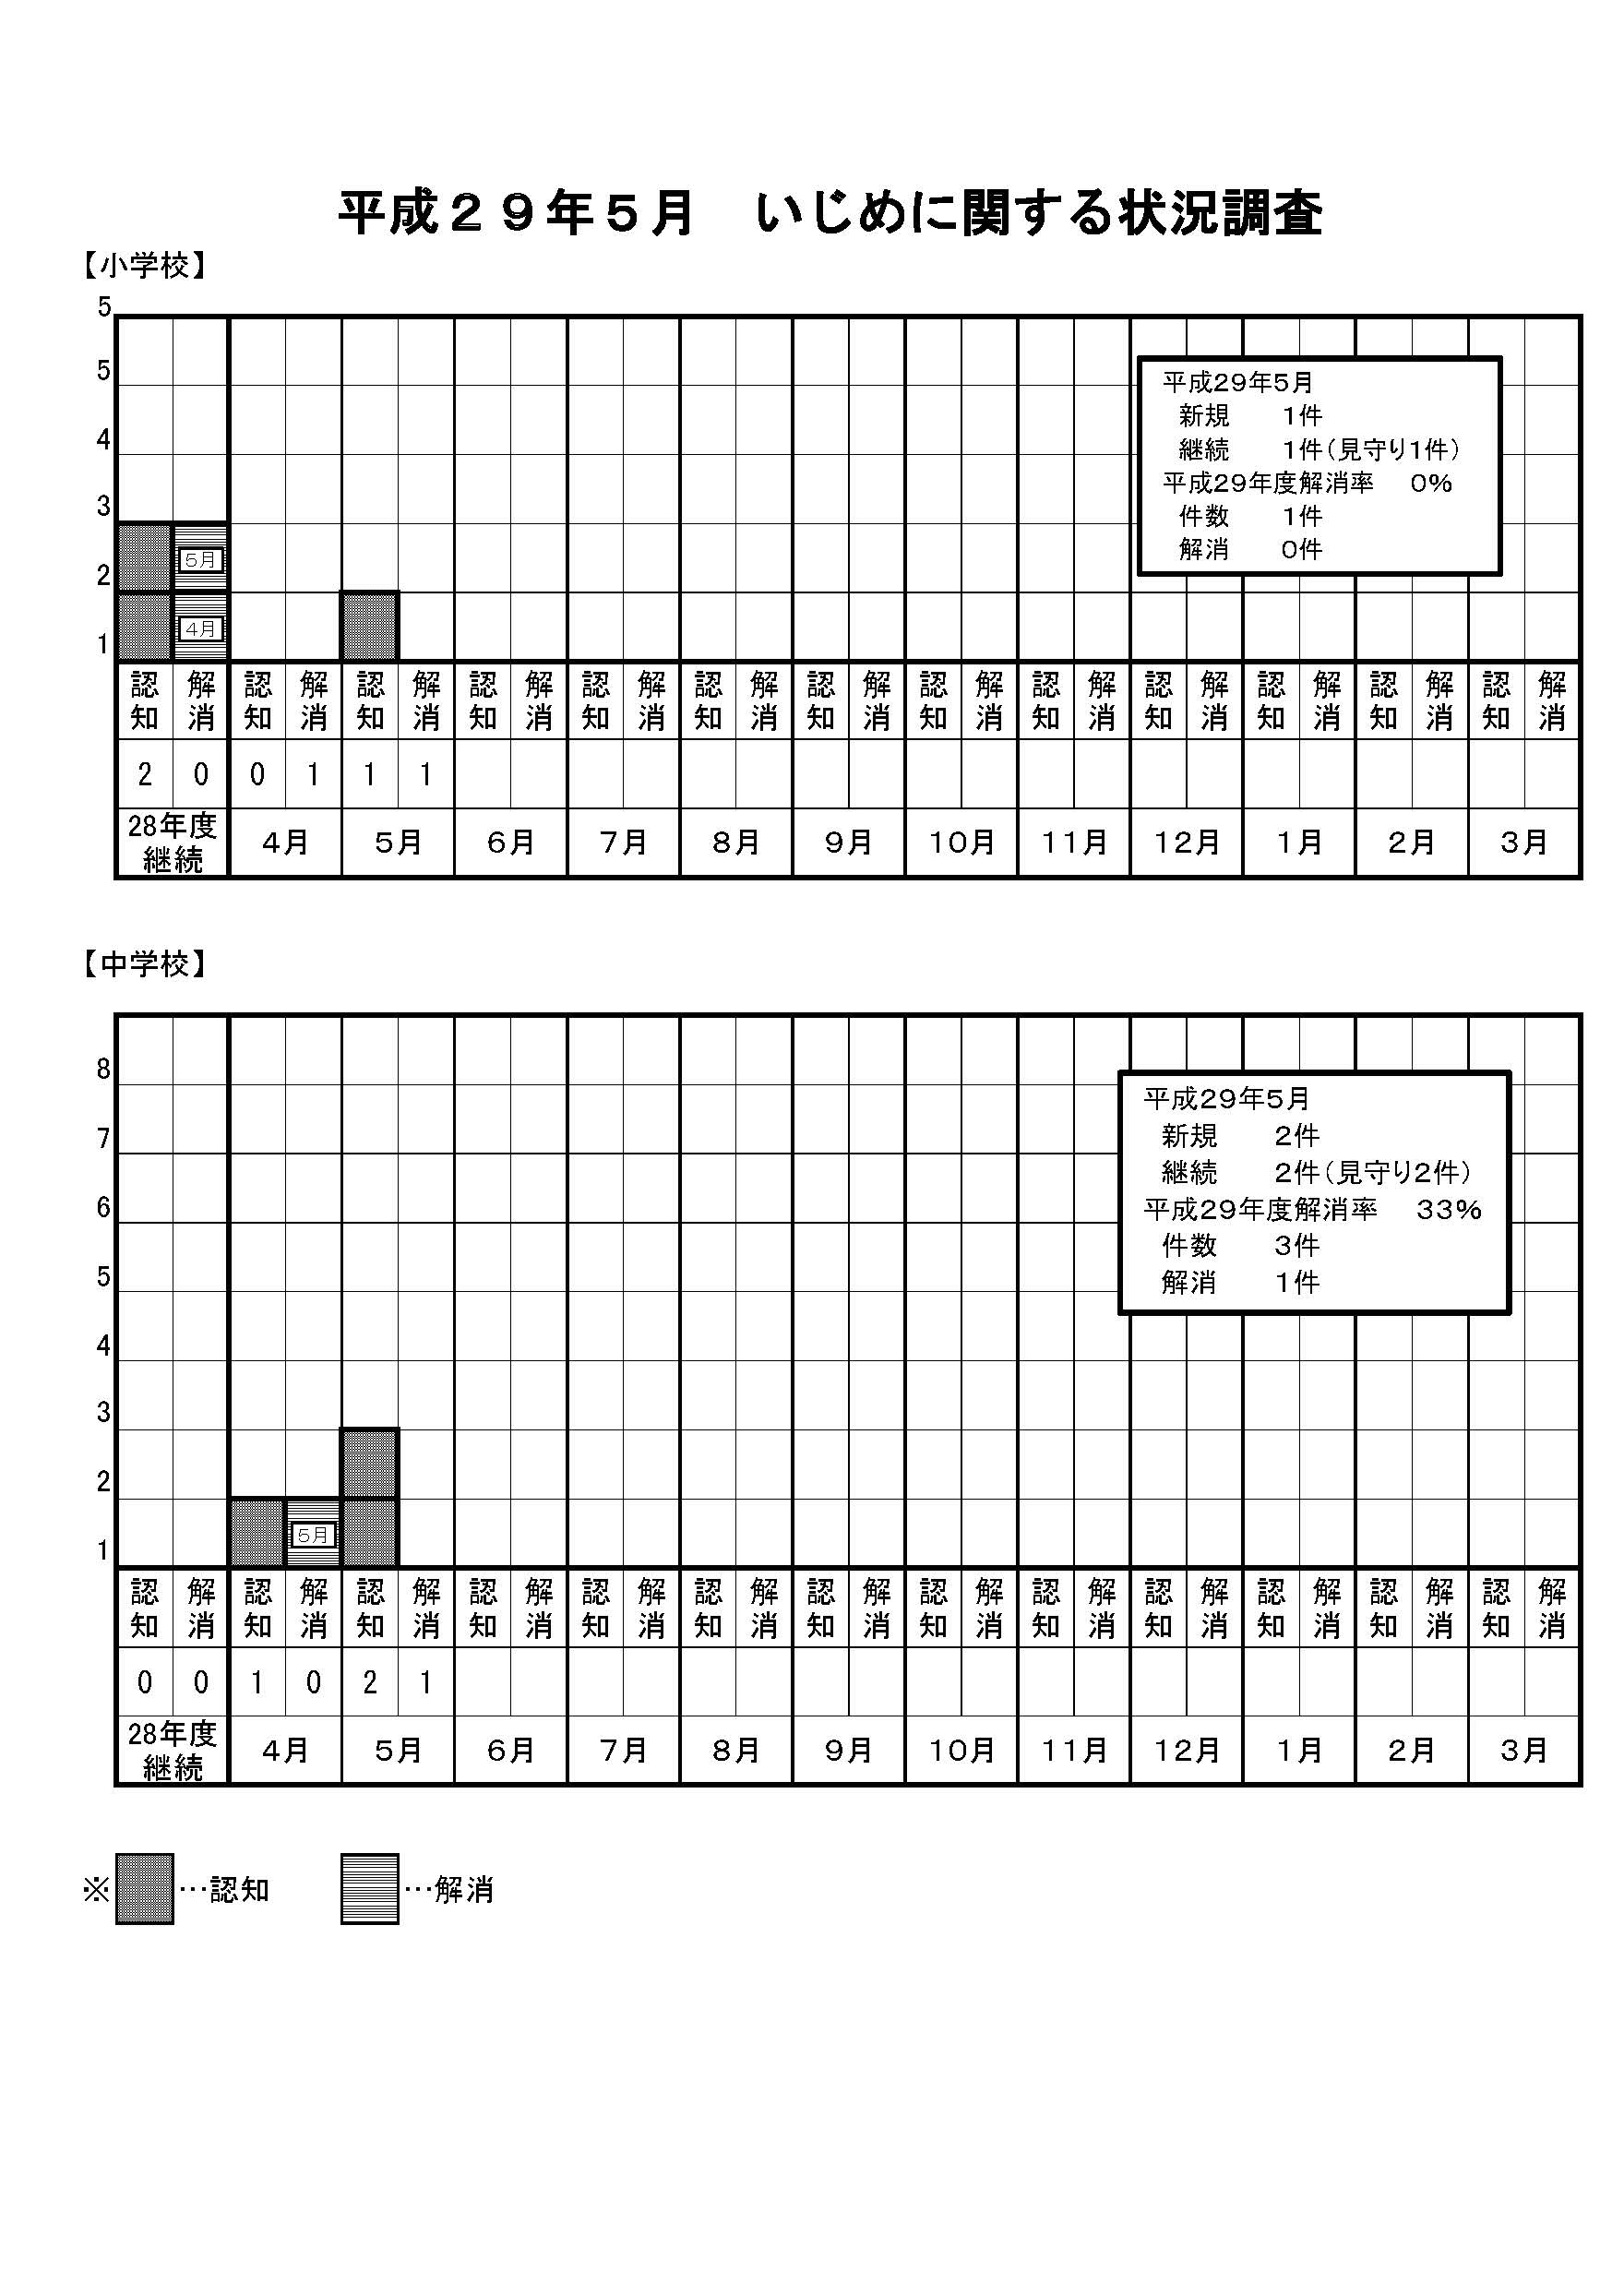 平成２９年５月　いじめに関する状況調査
【小学校】
5
5
4
3
2
1
5月
4月
平成29年5月
新規　1件
継続　1件（見守り1件）
平成29年度解消率　0%
件数　1件
解消　0件
認知 解消 認知 解消 認知 解消 認知 解消 認知 解消 認知 解消 認知 解消 認知 解消 認知 解消 認知 解消 認知 解消 認知 解消 認知 解消
2 0 0 1 1 1
28年度継続 4月 5月 6月 7月 8月 9月 10月 11月 12月 1月 2月 3月
【中学校】
8
7
6
5
4
3
2
1
5月
平成29年5月
新規　2件
継続　2件（見守り2件）
平成29年度解消率　33%
件数　3件
解消　1件
認知 解消 認知 解消 認知 解消 認知 解消 認知 解消 認知 解消 認知 解消 認知 解消 認知 解消 認知 解消 認知 解消 認知 解消 認知 解消
0 0 1 0 2 1
28年度継続 4月 5月 6月 7月 8月 9月 10月 11月 12月 1月 2月 3月
※ …認知　…解消